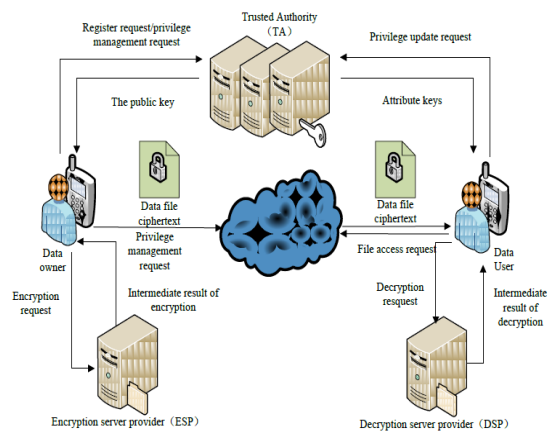 Trusted Authority
（TA）
Register request/privilege
management request
Privilege update request
The public key
Attribute keys
Data file
ciphertext
Data file
ciphertext
Privilege
management
request
File access request
Data
owner
Data
User
Encryption
request
Intermediate result of
encryption
Decryption
resquest
Intermediate
result of
decryption
Encryption server provider（ESP）
Decryption server provider（DSP）